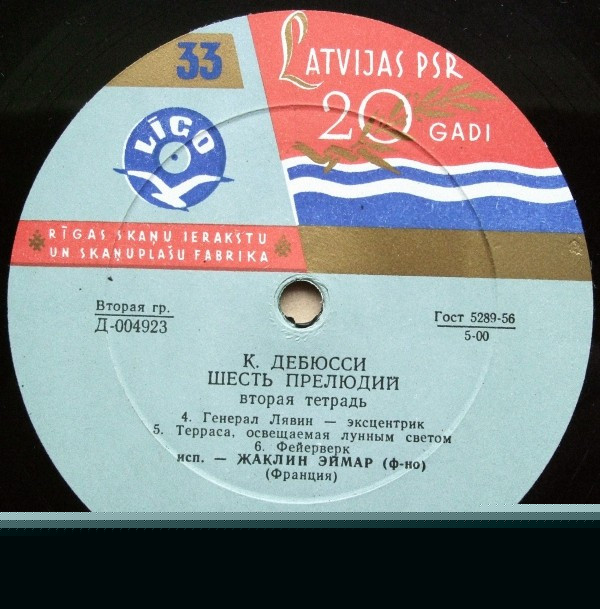 33
LATVIJAS PSR
20 GADI
LĪGO
RĪGAS SKAŅU IERAKSTU
UN SKAŅUPLAŠU FABRIKA
Вторая гр.
Д-004923
Гост 5289-56
5-00
К. ДЕБЮССИ
ШЕСТЬ ПРЕЛЮДИЙ
вторая тетрадь
4. Генерал Лявин — эксцентрик
5. Терраса, освещаемая лунным светом
6. Фейерверк
исп. — ЖАКЛИН ЭЙМАР (ф-но)
(Франция)